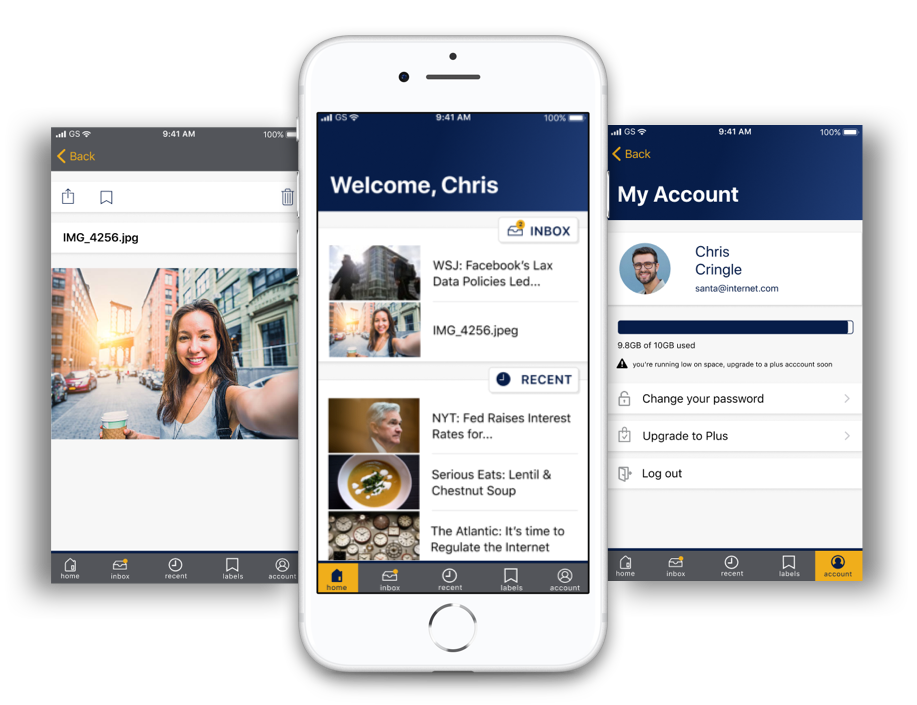 GS 9:41 AM 100%
Back
IMG_4256.jpg
home inbox recent labels account
GS 9:41 AM 100%
Welcome, Chris
2
INBOX
WSJ: Facebook's Lax
Data Policies Led...
IMG_4256.jpeg
RECENT
NYT: Fed Raises Interest
Rates for...
Serious Eats: Lentil &
Chestnut Soup
The Atlantic: It's time to
Regulate the Internet
home inbox recent labels account
GS 9:41 AM 100%
Back
My Account
Chris
Cringle
santa@internet.com
9.8GB of 10GB used
you're running low on space, upgrade to a plus acccount soon
Change your password
Upgrade to Plus
Log out
home inbox recent labels account